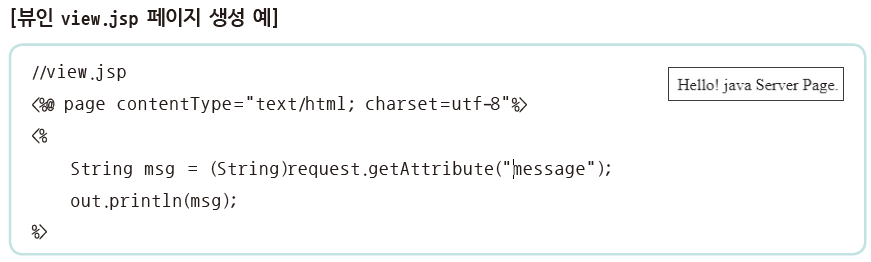 [뷰인 view.jsp 페이지 생성 예]
//view.jsp
Hello! java Server Page.
<%@ page contentType="text/html; charset=utf-8"%>
<%
String msg = (String)request.getAttribute("message");
out.println(msg);
%>